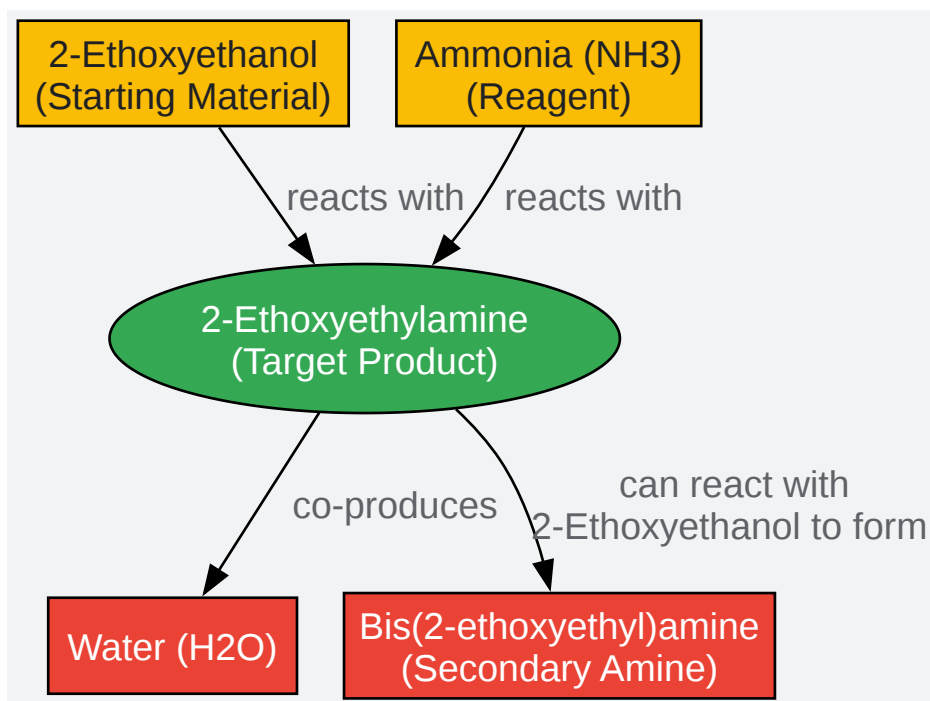 2-Ethoxyethanol
(Starting Material)
Ammonia (NH3)
(Reagent)
reacts with
reacts with
2-Ethoxyethylamine
(Target Product)
co-produces
can react with
2-Ethoxyethanol to form
Water (H2O)
Bis(2-ethoxyethyl)amine
(Secondary Amine)